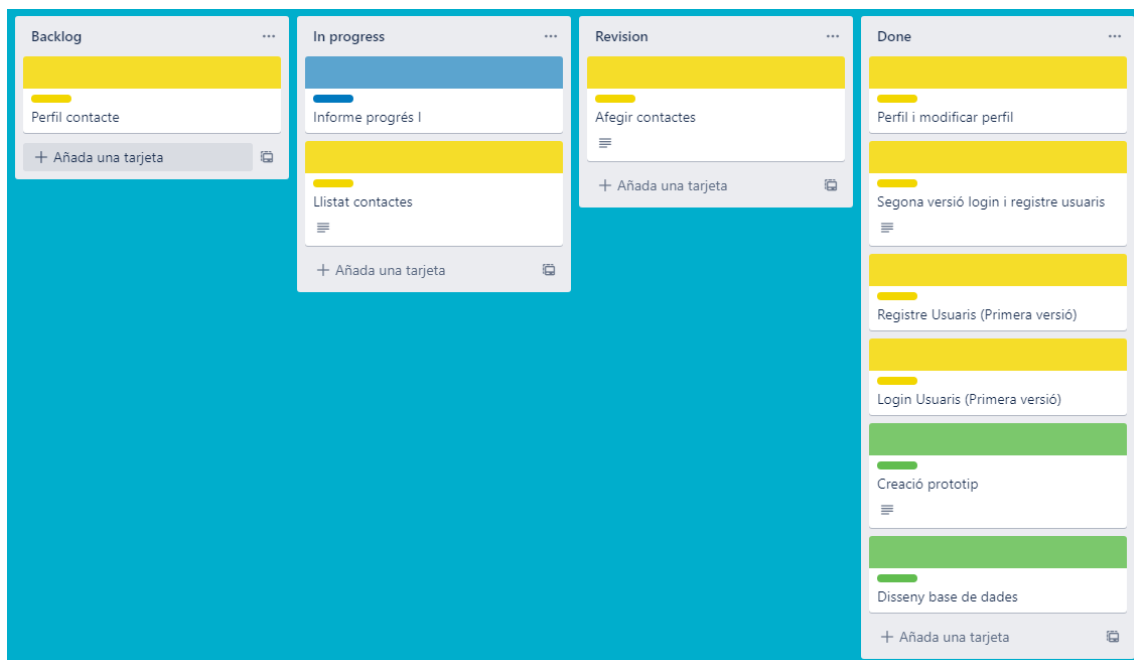 Backlog
Perfil contacte
+ Añada una tarjeta
In progress
Informe progrés I
Llistat contactes
+ Añada una tarjeta
Revision
Afegir contactes
+ Añada una tarjeta
Done
Perfil i modificar perfil
Segona versió login i registre usuaris
Registre Usuaris (Primera versió)
Login Usuaris (Primera versió)
Creació prototip
Disseny base de dades
+ Añada una tarjeta